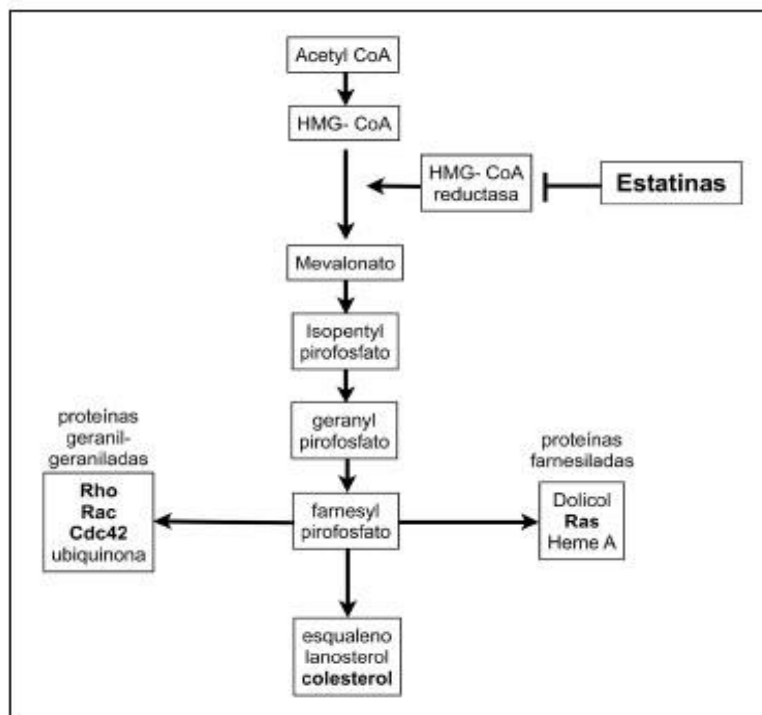 Acetyl CoA
HMG- CoA
HMG- CoA
reductasa
Estatinas
Mevalonato
Isopentyl
pirofosfato
geranyl
pirofosfato
proteínas
geranil-
geraniladas
Rho
Rac
Cdc42
ubiquinona
farnesyl
pirofosfato
proteínas
farnesiladas
Dolicol
Ras
Heme A
esqualeno
lanosterol
colesterol